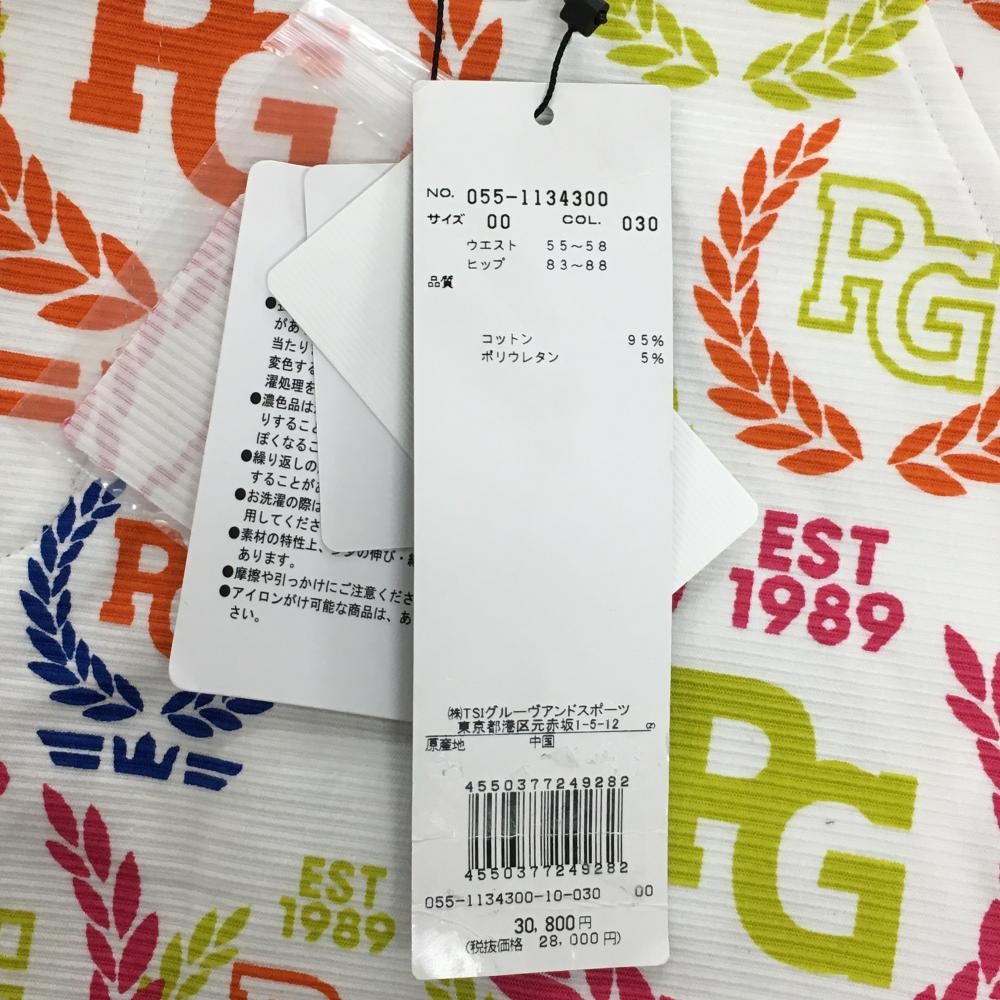 NO. 055-1134300
サイズ 00 COL. 030
ウエスト 55~58
ヒップ 83~88
品質
コットン 95%
ポリウレタン 5%
㈱TSIグルーヴアンドスポーツ
東京都港区元赤坂1-5-12
原産地 中国
4550377249282
4550377249282
055-1134300-10-030 00
30,800円
(税抜価格 28,000円)
があ
当たり
変色する
濯処理を
●濃色品は
りすること
ぽくなるこ
●繰り返しの
することが
●お洗濯の際は
用してくださ
●素材の特性上、
の伸び・
あります。
●摩擦や引っかけにご注意くださ
●アイロンがけ可能な商品は、あ
さい。
PG
PG
EST
1989
PG
EST
1989